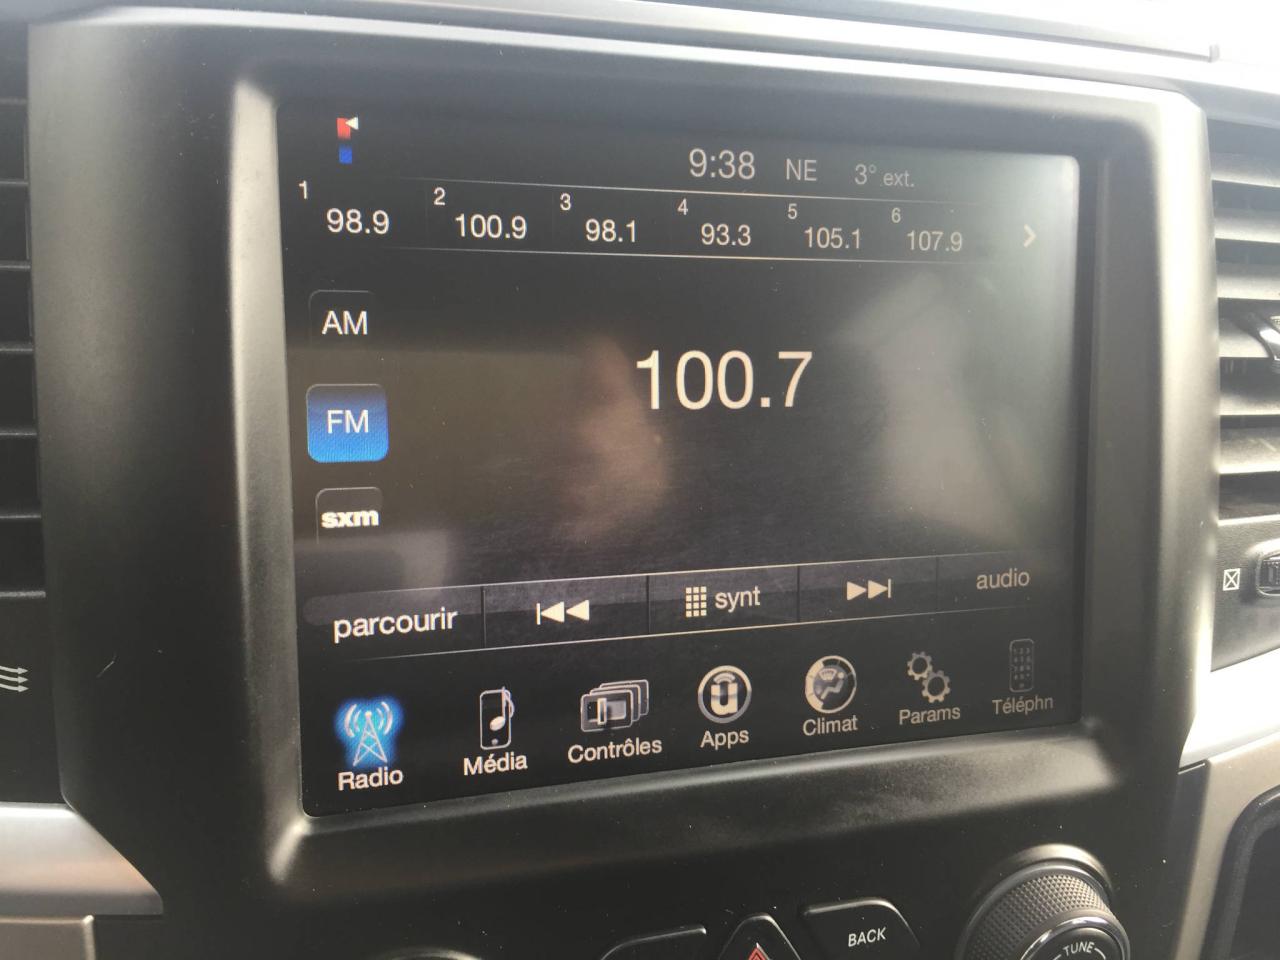 9:38 NE 3° ext.
1 98.9 2 100.9 3 98.1 4 93.3 5 105.1 6 107.9
AM
100.7
FM
sxm
parcourir synt audio
Radio Média Contrôles Apps Climat Params Téléphn
BACK
TUNE